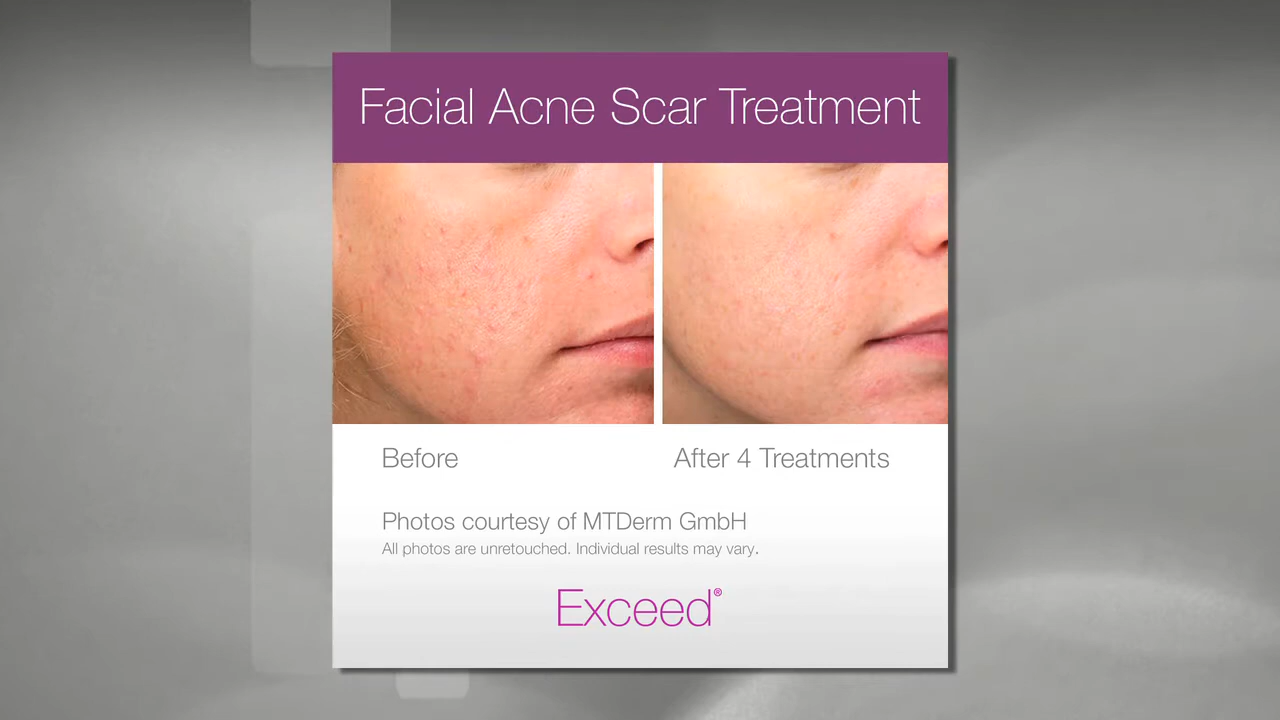 Facial Acne Scar Treatment
Before
After 4 Treatments
Photos courtesy of MTDerm GmbH
All photos are unretouched. Individual results may vary.
Exceed®